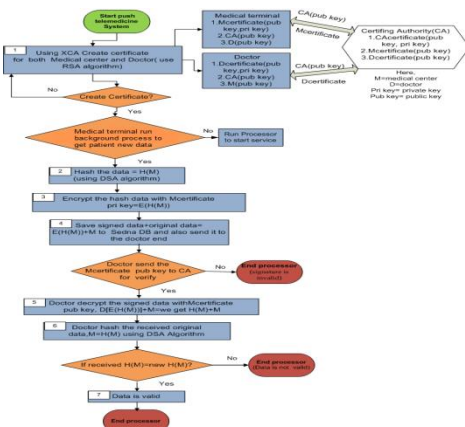 Start push
telemedicine
System
Medical terminal
1.Mcertificate(pub
key,pri key)
2.CA(pub key)
3.D(pub key)
CA(pub key)
Mcertificate
Certifing Authority(CA)
1.CAcertificate(pub
key, pri key)
2.Mcertificate(pub key)
3.Dcertificate(pub key)
1
Using XCA Create certificate
for both Medical center and Doctor( use
RSA algorithm)
Doctor
1.Dcertificate(pub
key,pri key)
2.CA(pub key)
3.M(pub key)
CA(pub key)
Dcertificate
Here,
M=medical center
D=doctor
Pri key= private key
Pub key= public key
No
Create Certificate?
Yes
Medical terminal run
background process to
get patient new data
No
Run Processor
to start service
Yes
2
Hash the data = H(M)
(using DSA algorithm)
3
Encrypt the hash data with Mcertificate
pri key=E(H(M))
4
Save signed data+original data=
E(H(M))+M to Sedna DB and also send it to
the doctor end
Doctor send the
Mcertificate pub key to CA
for verify
No
End processor
(signature is
invalid)
Yes
5
Doctor decrypt the signed data withMcertificate
pub key, D[E(H(M))]+M=we get H(M)+M
6
Doctor hash the received original
data,M=H(M) using DSA Algorithm
If received H(M)=new H(M)?
No
End processor
(Data is not valid)
Yes
7
Data is valid
End processor